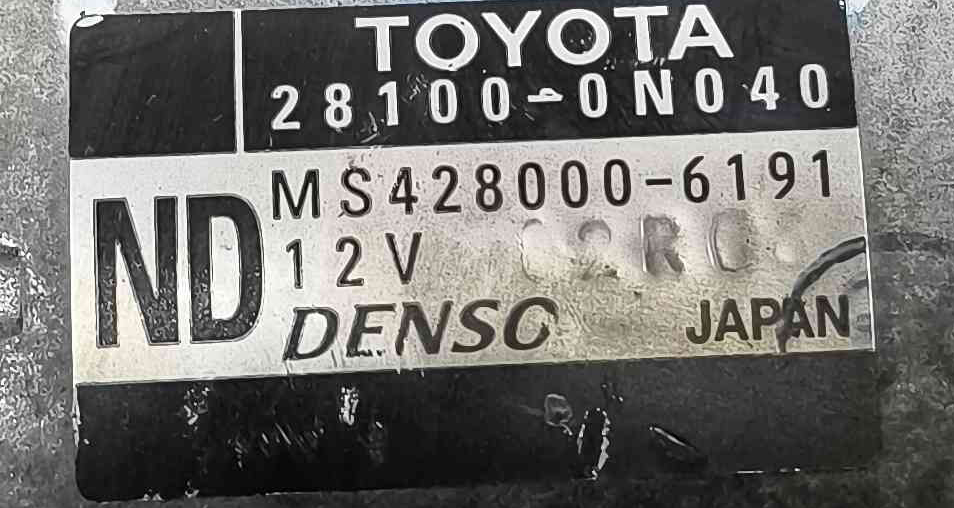 TOYOTA
28100-0N040
ND
MS428000-6191
12V
DENSO
JAPAN